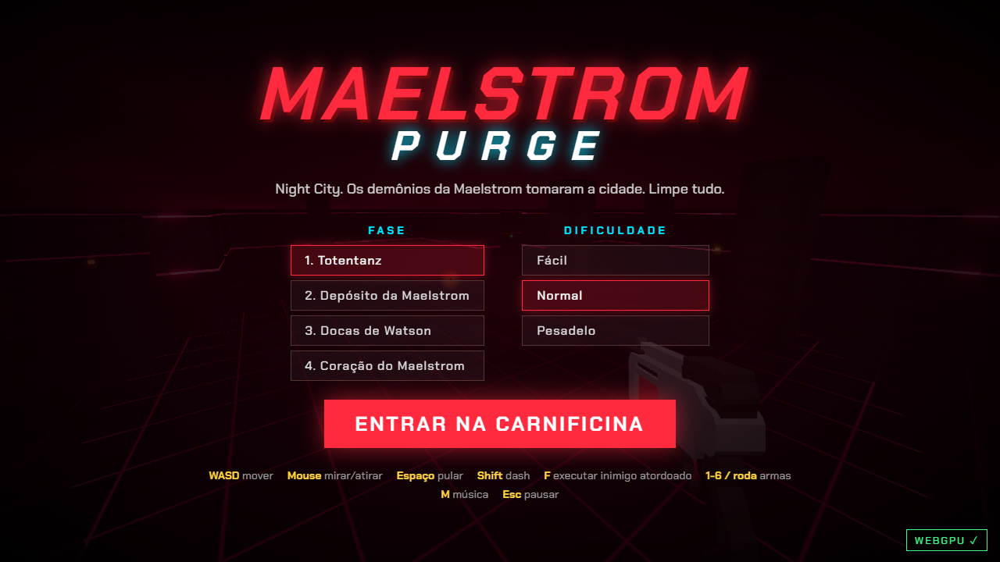 MAELSTROM
PURGE
Night City. Os demônios da Maelstrom tomaram a cidade. Limpe tudo.
FASE
1. Totentanz
2. Depósito da Maelstrom
3. Docas de Watson
4. Coração do Maelstrom
DIFICULDADE
Fácil
Normal
Pesadelo
ENTRAR NA CARNIFICINA
WASD mover Mouse mirar/atirar Espaço pular Shift dash F executar inimigo atordoado 1-6 / roda armas
M música Esc pausar
WEBGPU ✓